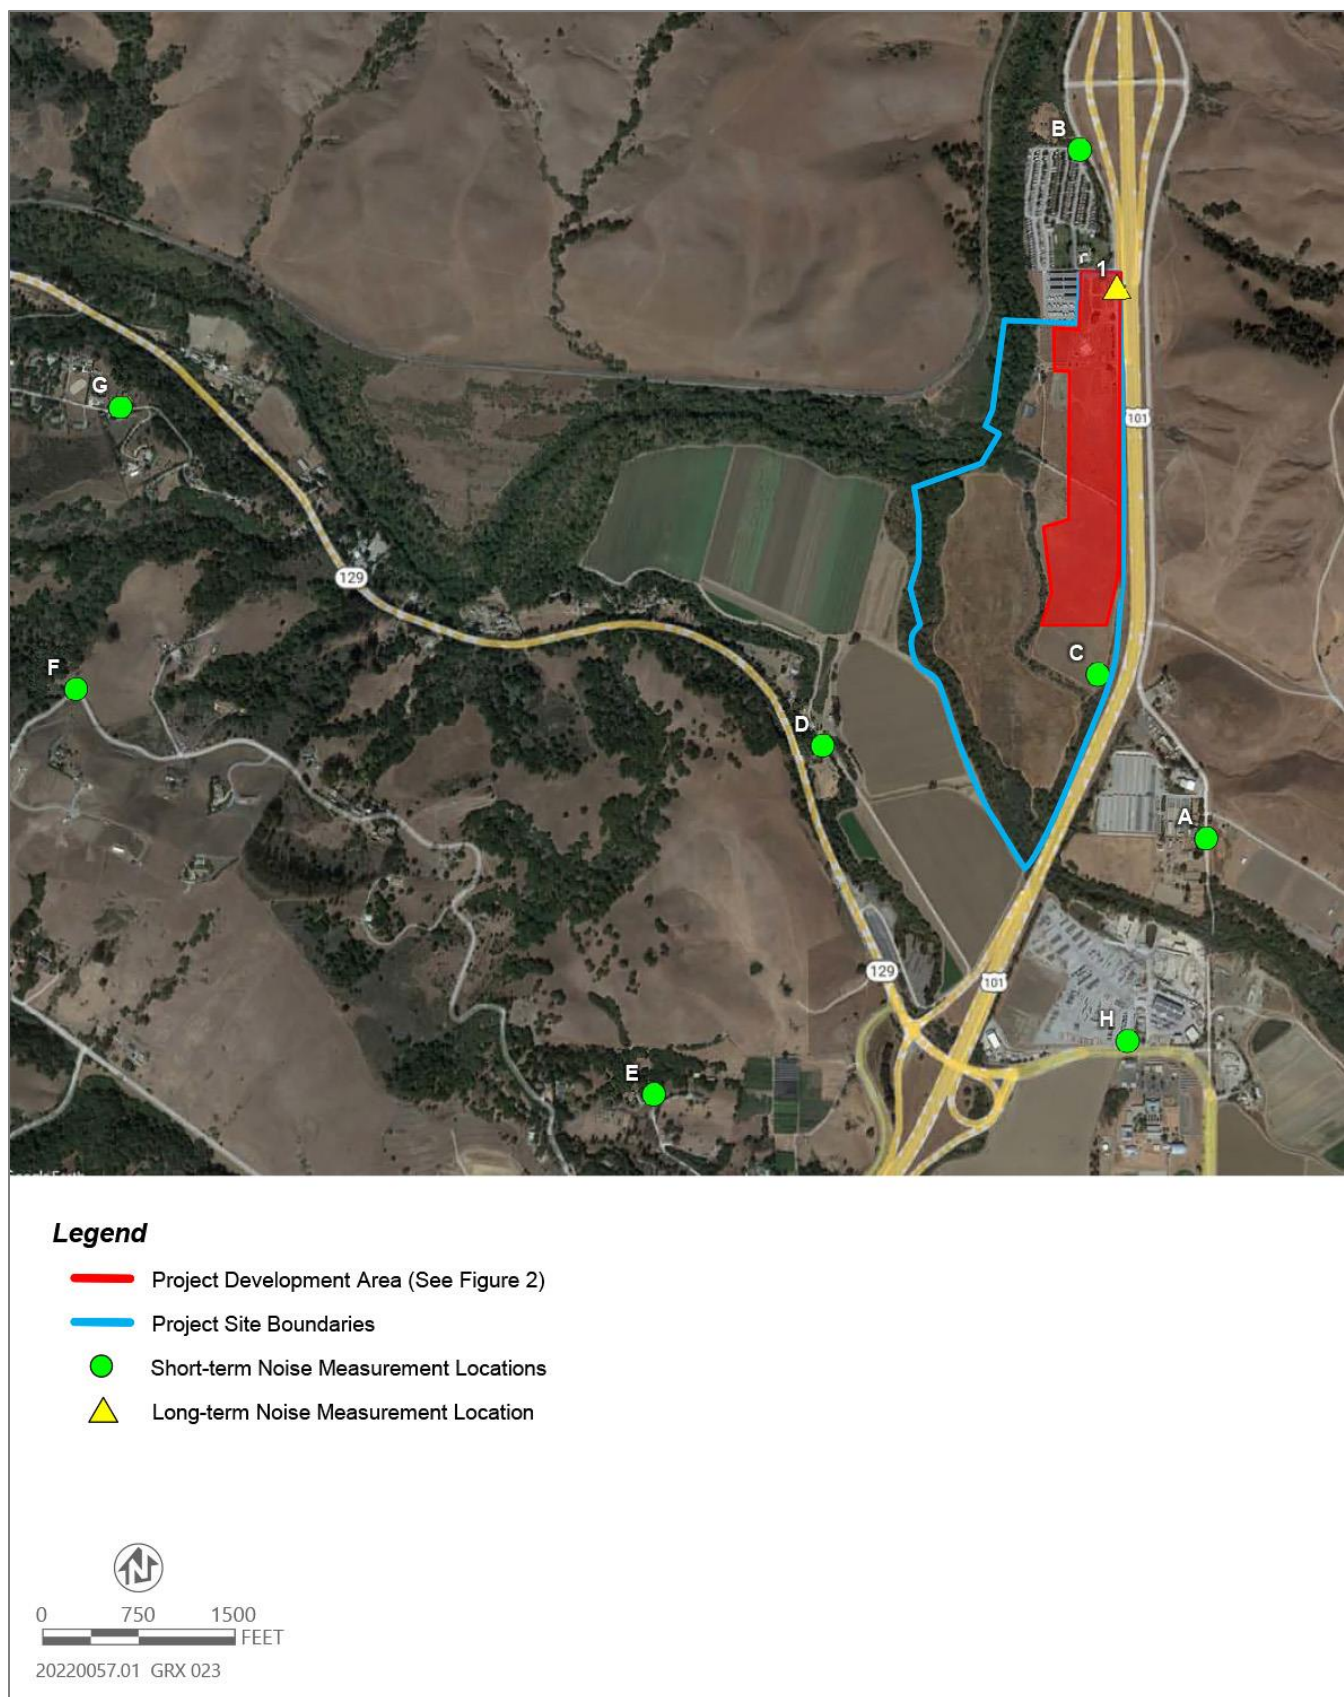 B
1
101
G
129
F
C
D
A
129
101
H
E
Legend
Project Development Area (See Figure 2)
Project Site Boundaries
Short-term Noise Measurement Locations
Long-term Noise Measurement Location
N
0 750 1500
FEET
20220057.01 GRX 023